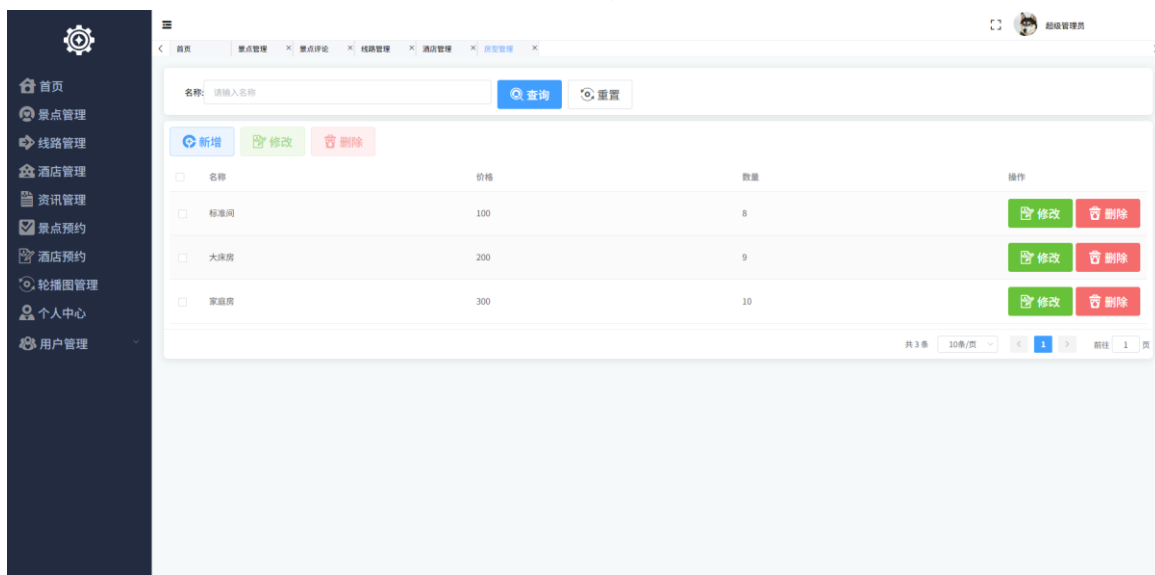 超级管理员
首页 景点管理 × 景点评论 × 线路管理 × 酒店管理 × 房型管理 ×
首页
景点管理
线路管理
酒店管理
资讯管理
景点预约
酒店预约
轮播图管理
个人中心
用户管理
名称: 请输入名称 查询 重置
新增 修改 删除
名称 价格 数量 操作
标准间 100 8 修改 删除
大床房 200 9 修改 删除
家庭房 300 10 修改 删除
共 3 条 10条/页 < 1 > 前往 1 页